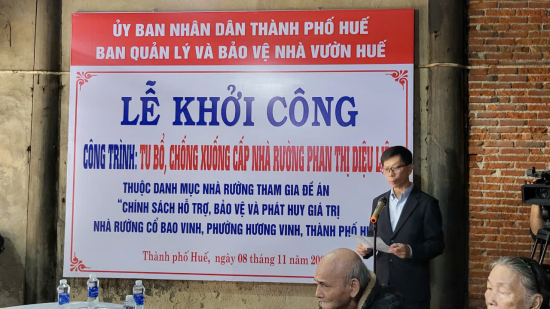 ỦY BAN NHÂN DÂN THÀNH PHỐ HUẾ
BAN QUẢN LÝ VÀ BẢO VỆ NHÀ VƯỜN HUẾ
LỄ KHỞI CÔNG
CÔNG TRÌNH: TU BỔ, CHỐNG XUỐNG CẤP NHÀ RƯỜNG PHAN THỊ DIỆU
THUỘC DANH MỤC NHÀ RƯỜNG THAM GIA ĐỀ ÁN
"CHÍNH SÁCH HỖ TRỢ, BẢO VỆ VÀ PHÁT HUY GIÁ TRỊ
NHÀ RƯỜNG CỔ BAO VINH, PHƯỜNG HƯƠNG VINH, THÀNH PHỐ
Thành phố Huế, ngày 08 tháng 11 năm